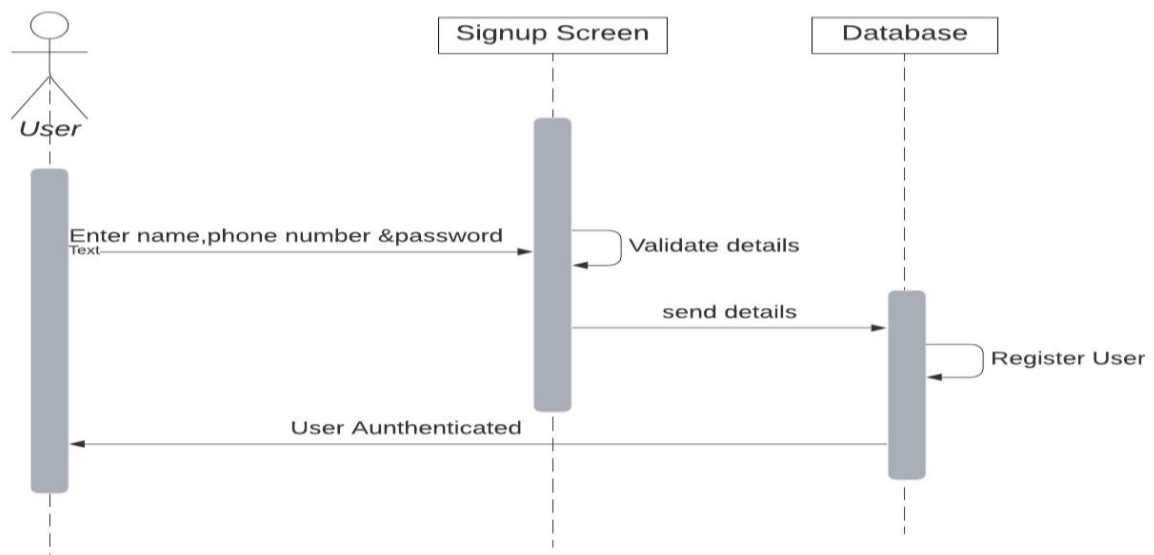 Signup Screen
Database
User
Enter name,phone number &password
Text
Validate details
send details
Register User
User Aunthenticated